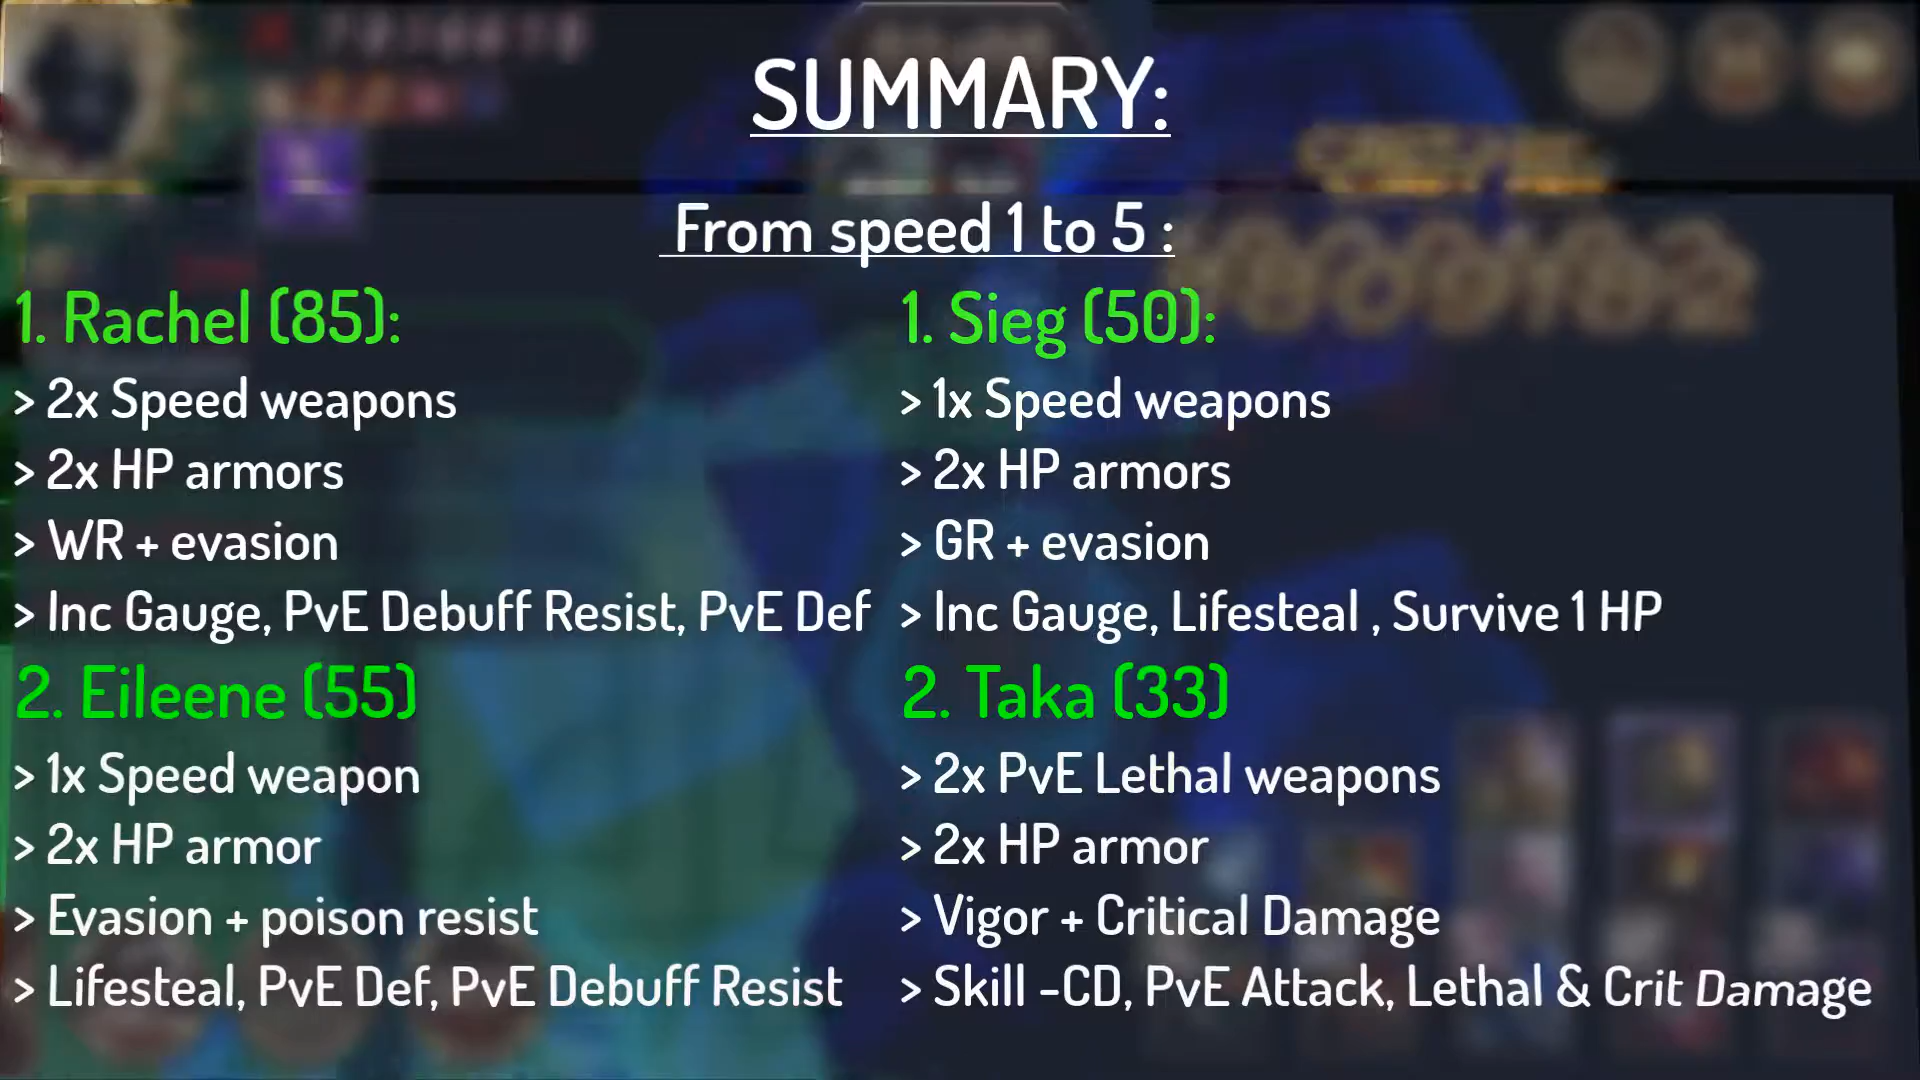 SUMMARY:
From speed 1 to 5 :
1. Rachel (85):
> 2x Speed weapons
> 2x HP armors
> WR + evasion
> Inc Gauge, PvE Debuff Resist, PvE Def
2. Eileene (55)
> 1x Speed weapon
> 2x HP armor
> Evasion + poison resist
> Lifesteal, PvE Def, PvE Debuff Resist
1. Sieg (50):
> 1x Speed weapons
> 2x HP armors
> GR + evasion
> Inc Gauge, Lifesteal , Survive 1 HP
2. Taka (33)
> 2x PvE Lethal weapons
> 2x HP armor
> Vigor + Critical Damage
> Skill -CD, PvE Attack, Lethal & Crit Damage